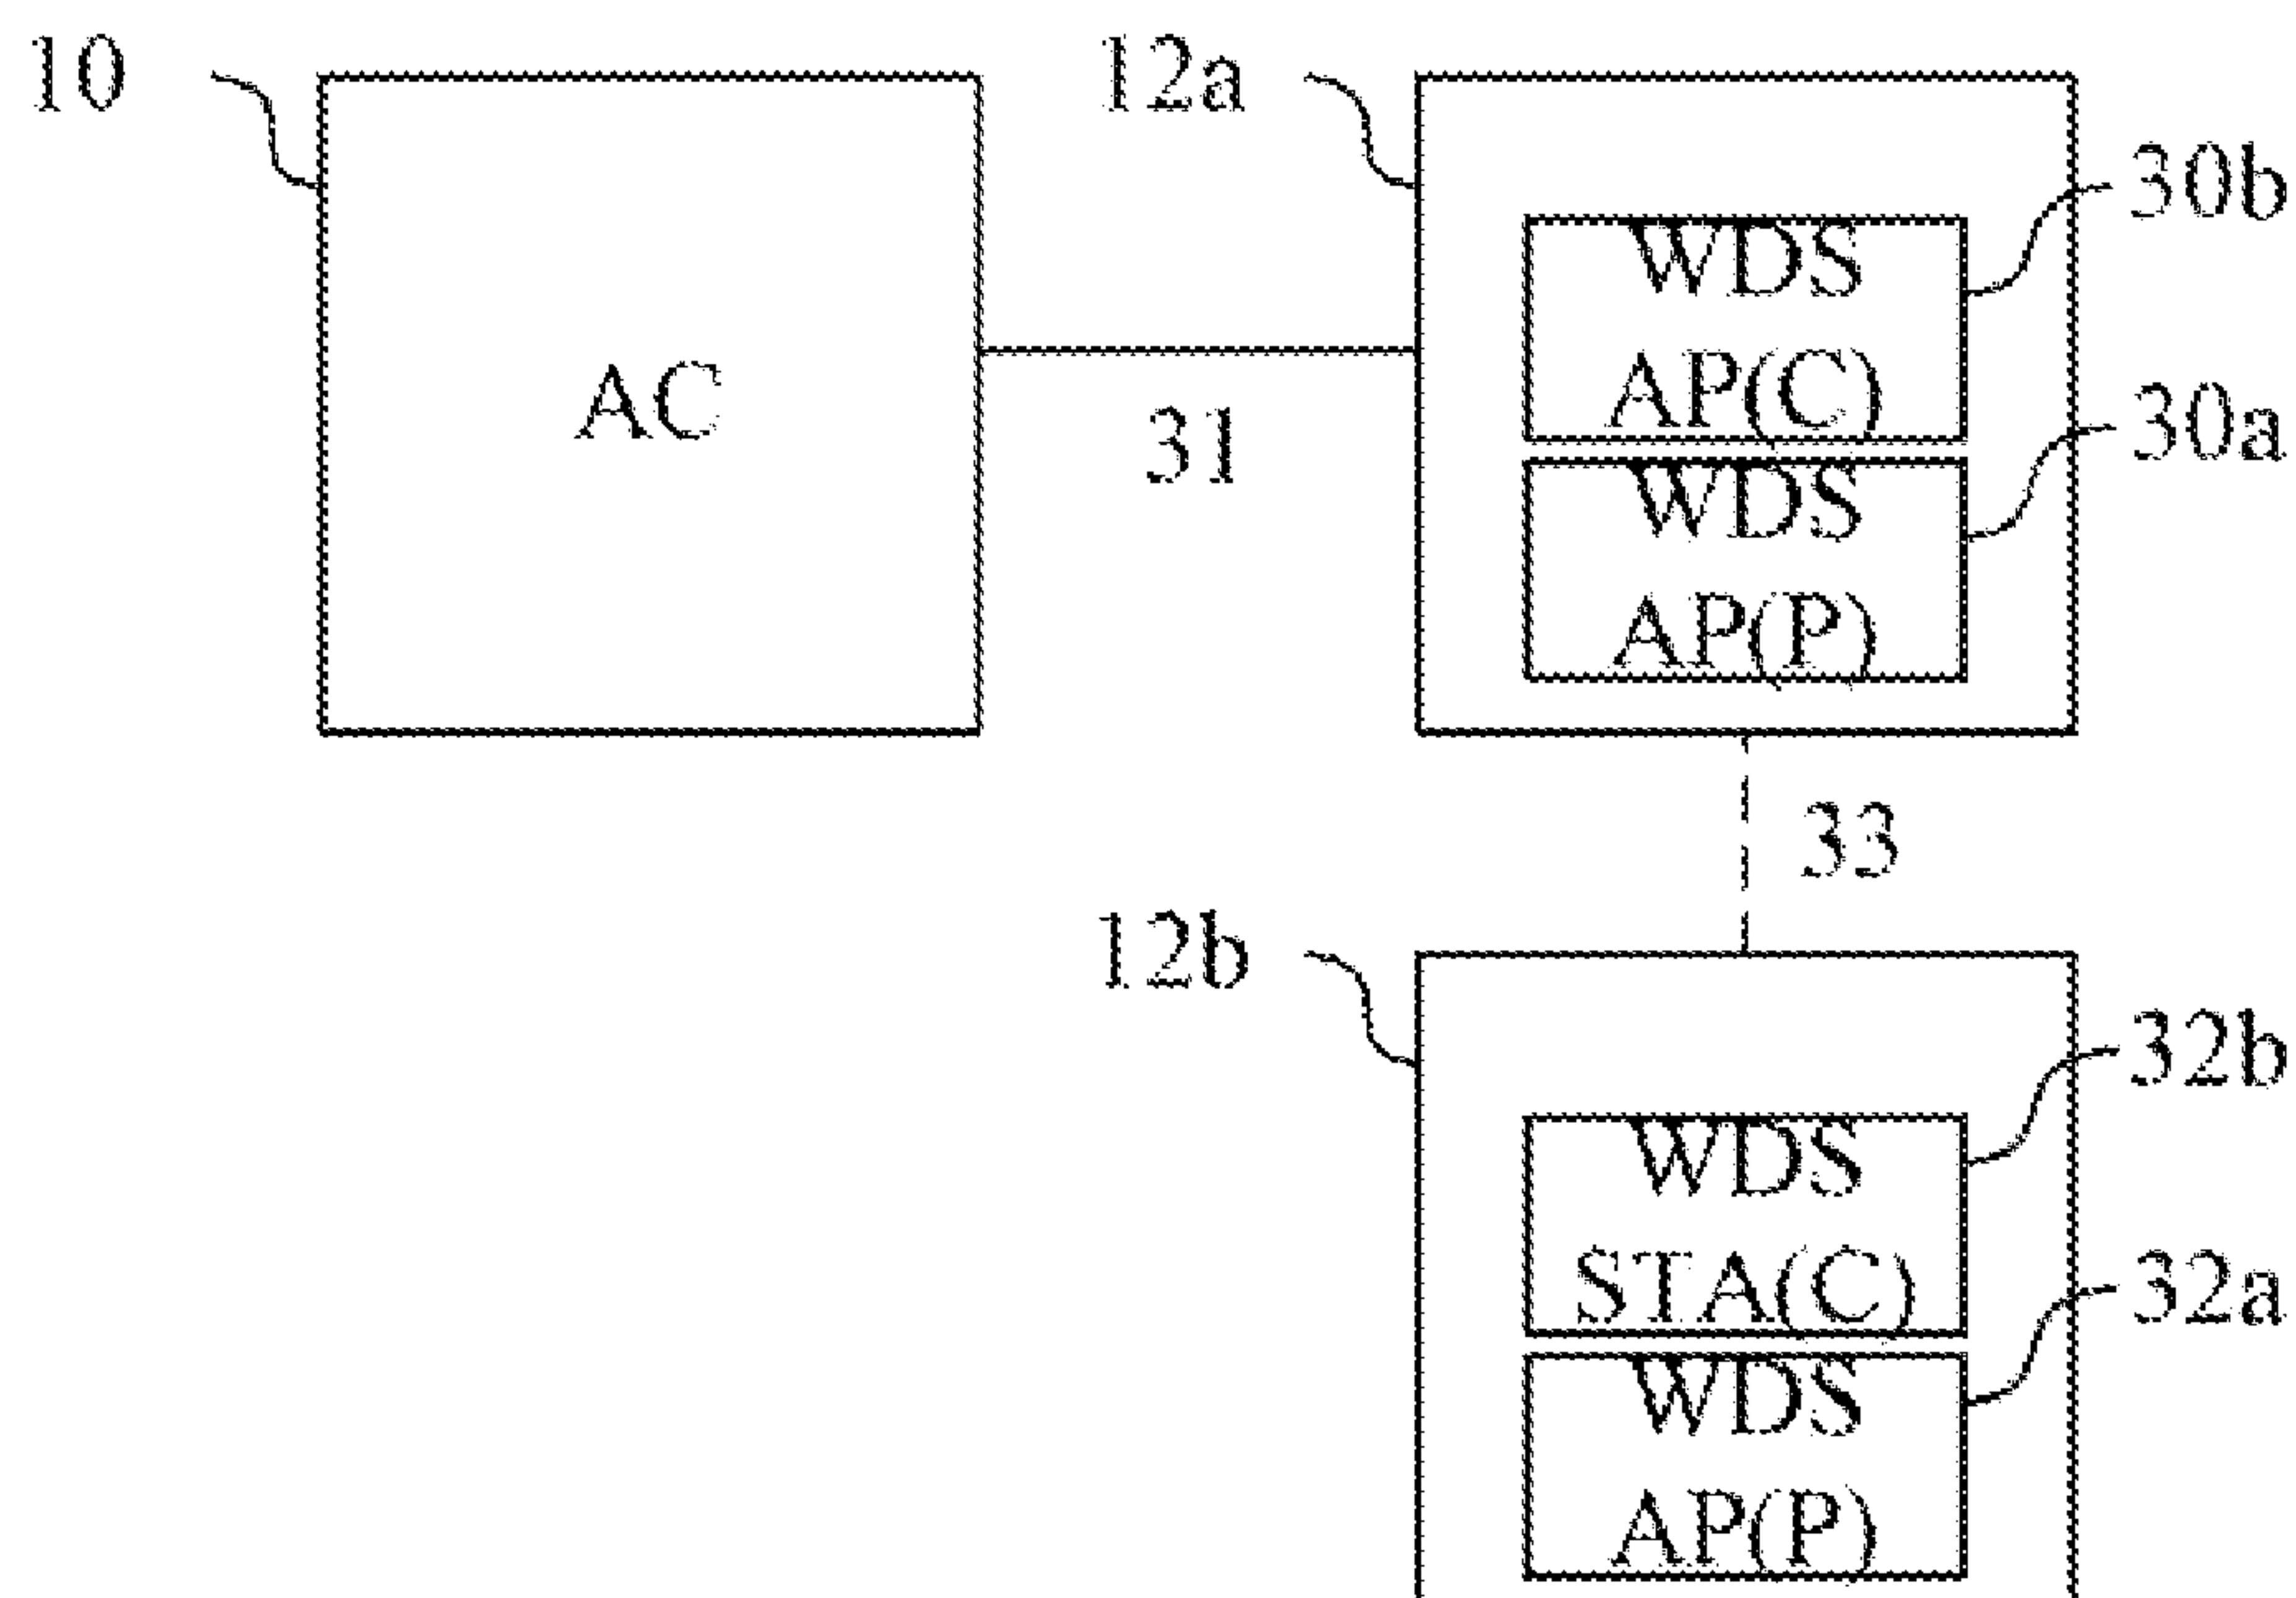 10
12a
WDS
30b
AP(C)
AC
30a
31
WDS
AP(P)
33
12b
WDS
32b
STA(C)
32a
WDS
AP(P)